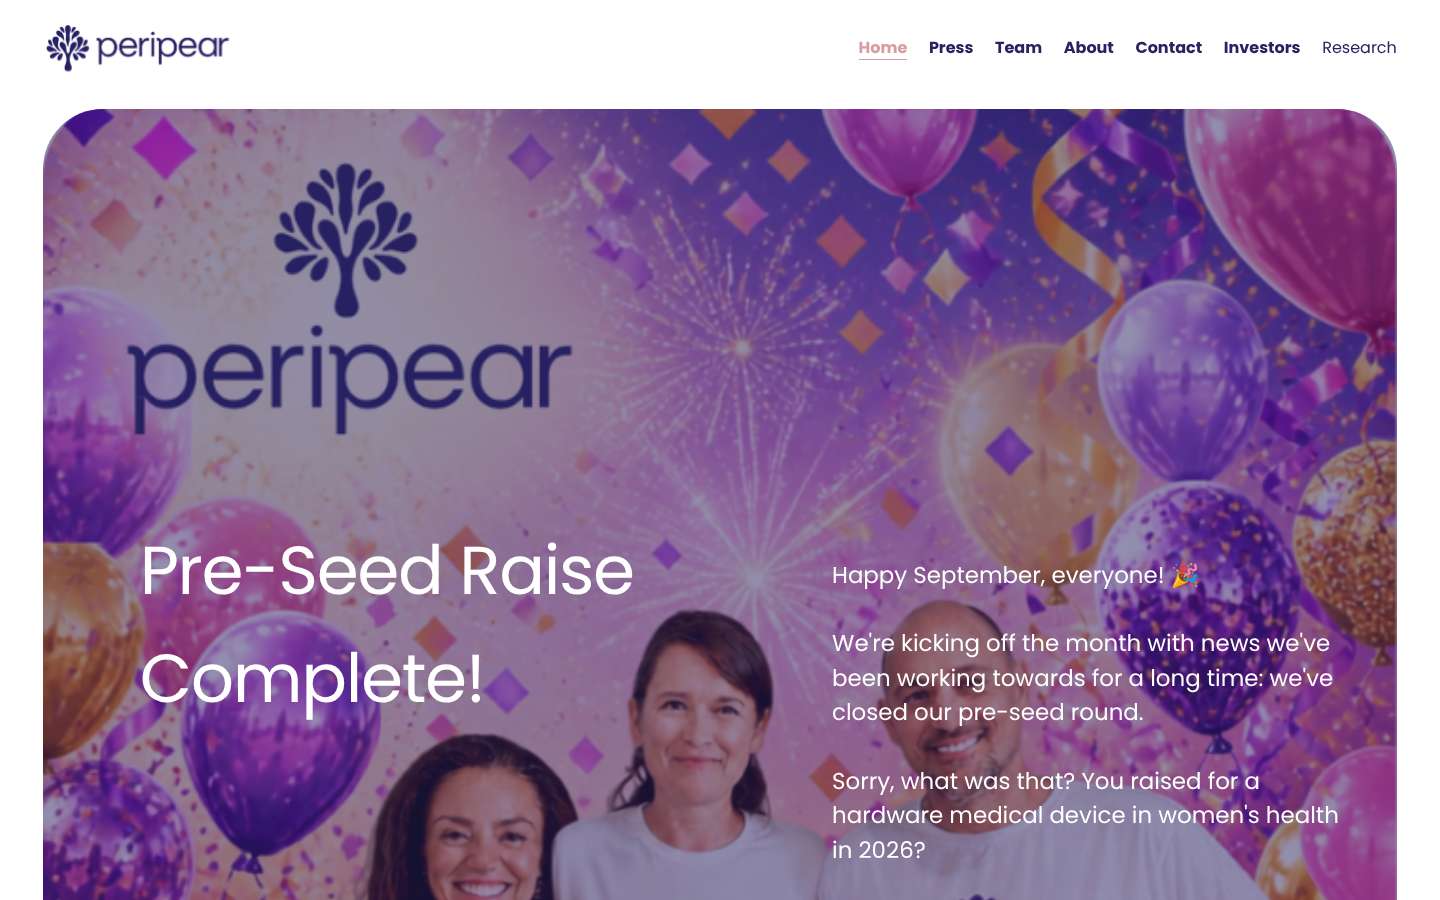 peripear
Home Press Team About Contact Investors Research
peripear
Pre-Seed Raise
Complete!
Happy September, everyone! 🎉
We're kicking off the month with news we've
been working towards for a long time: we've
closed our pre-seed round.
Sorry, what was that? You raised for a
hardware medical device in women's health
in 2026?